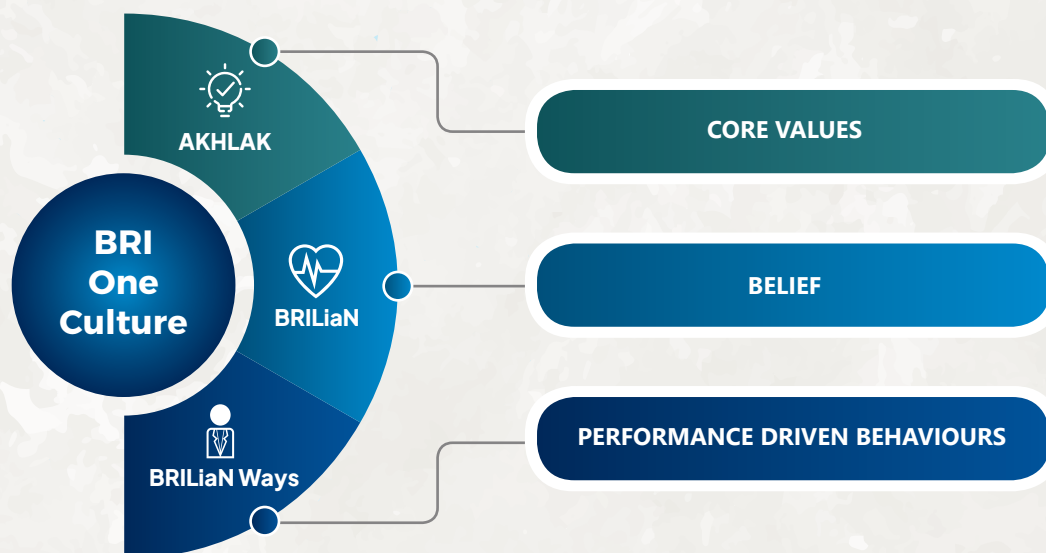 BRI
One
Culture
AKHLAK
CORE VALUES
BRILiaN
BELIEF
BRILiaN Ways
PERFORMANCE DRIVEN BEHAVIOURS